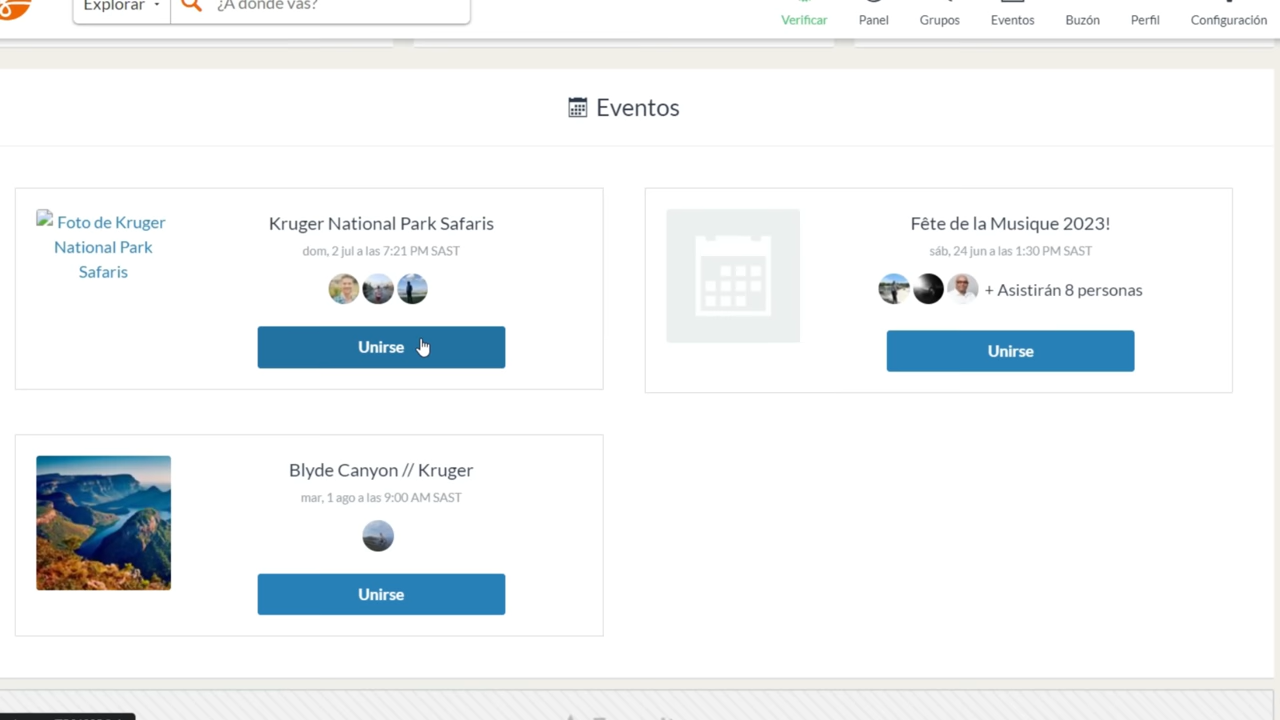 Explorar
¿A dónde vas?
Verificar
Panel
Grupos
Eventos
Buzón
Perfil
Configuración
Eventos
Foto de Kruger
National Park
Safaris
Kruger National Park Safaris
dom, 2 jul a las 7:21 PM SAST
Unirse
Fête de la Musique 2023!
sáb, 24 jun a las 1:30 PM SAST
+ Asistirán 8 personas
Unirse
Blyde Canyon // Kruger
mar, 1 ago a las 9:00 AM SAST
Unirse